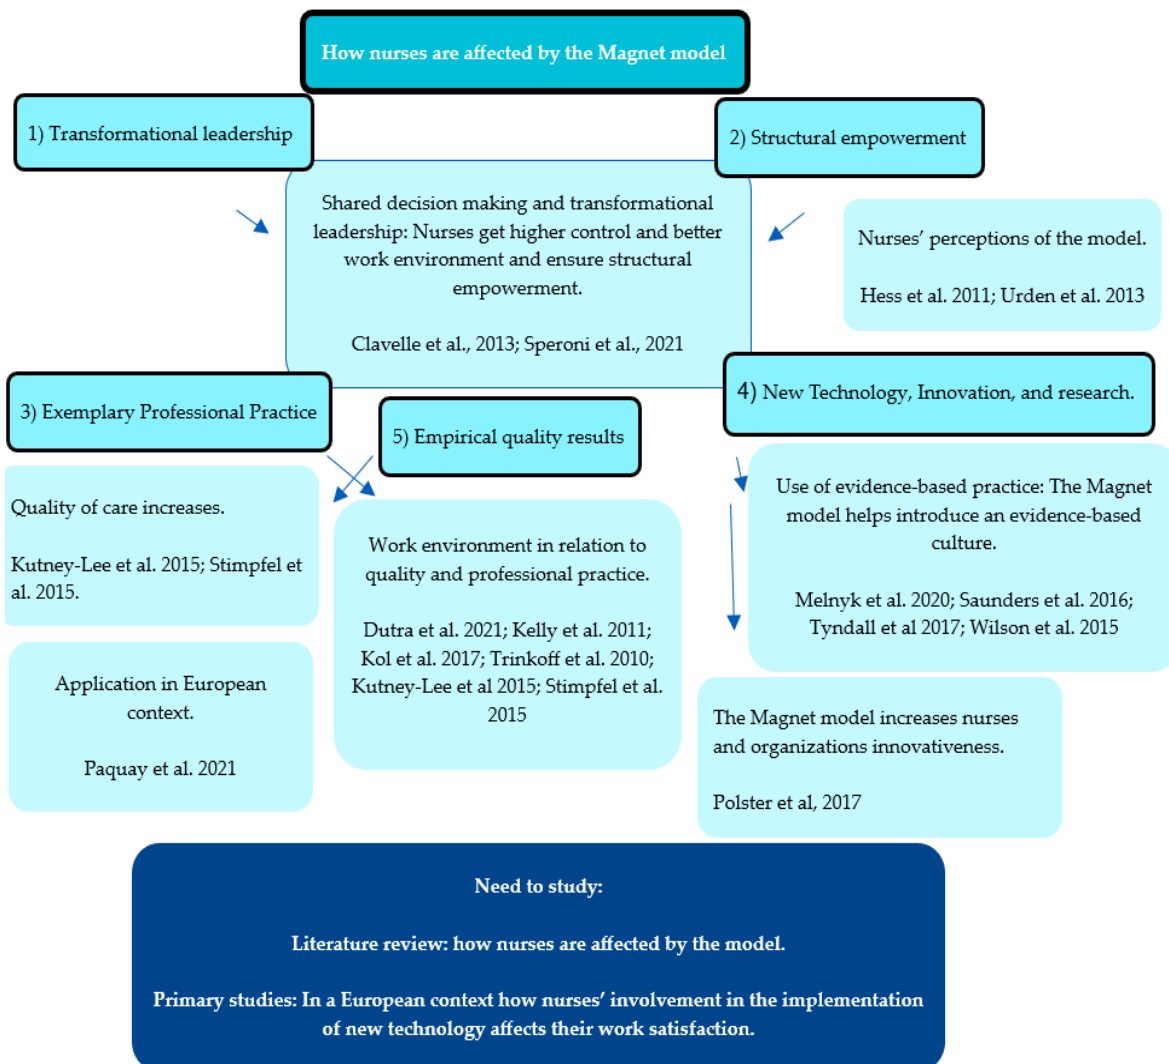 How nurses are affected by the Magnet model
1) Transformational leadership
2) Structural empowerment
Shared decision making and transformational
leadership: Nurses get higher control and better
work environment and ensure structural
empowerment.
Clavelle et al., 2013; Speroni et al., 2021
Nurses’ perceptions of the model.
Hess et al. 2011; Urden et al. 2013
3) Exemplary Professional Practice
5) Empirical quality results
4) New Technology, Innovation, and research.
Quality of care increases.
Kutney-Lee et al. 2015; Stimpfel et
al. 2015.
Work environment in relation to
quality and professional practice.
Dutra et al. 2021; Kelly et al. 2011;
Kol et al. 2017; Trinkoff et al. 2010;
Kutney-Lee et al 2015; Stimpfel et al.
2015
Use of evidence-based practice: The Magnet
model helps introduce an evidence-based
culture.
Melnyk et al. 2020; Saunders et al. 2016;
Tyndall et al 2017; Wilson et al. 2015
Application in European
context.
Paquay et al. 2021
The Magnet model increases nurses
and organizations innovativeness.
Polster et al, 2017
Need to study:
Literature review: how nurses are affected by the model.
Primary studies: In a European context how nurses’ involvement in the implementation
of new technology affects their work satisfaction.